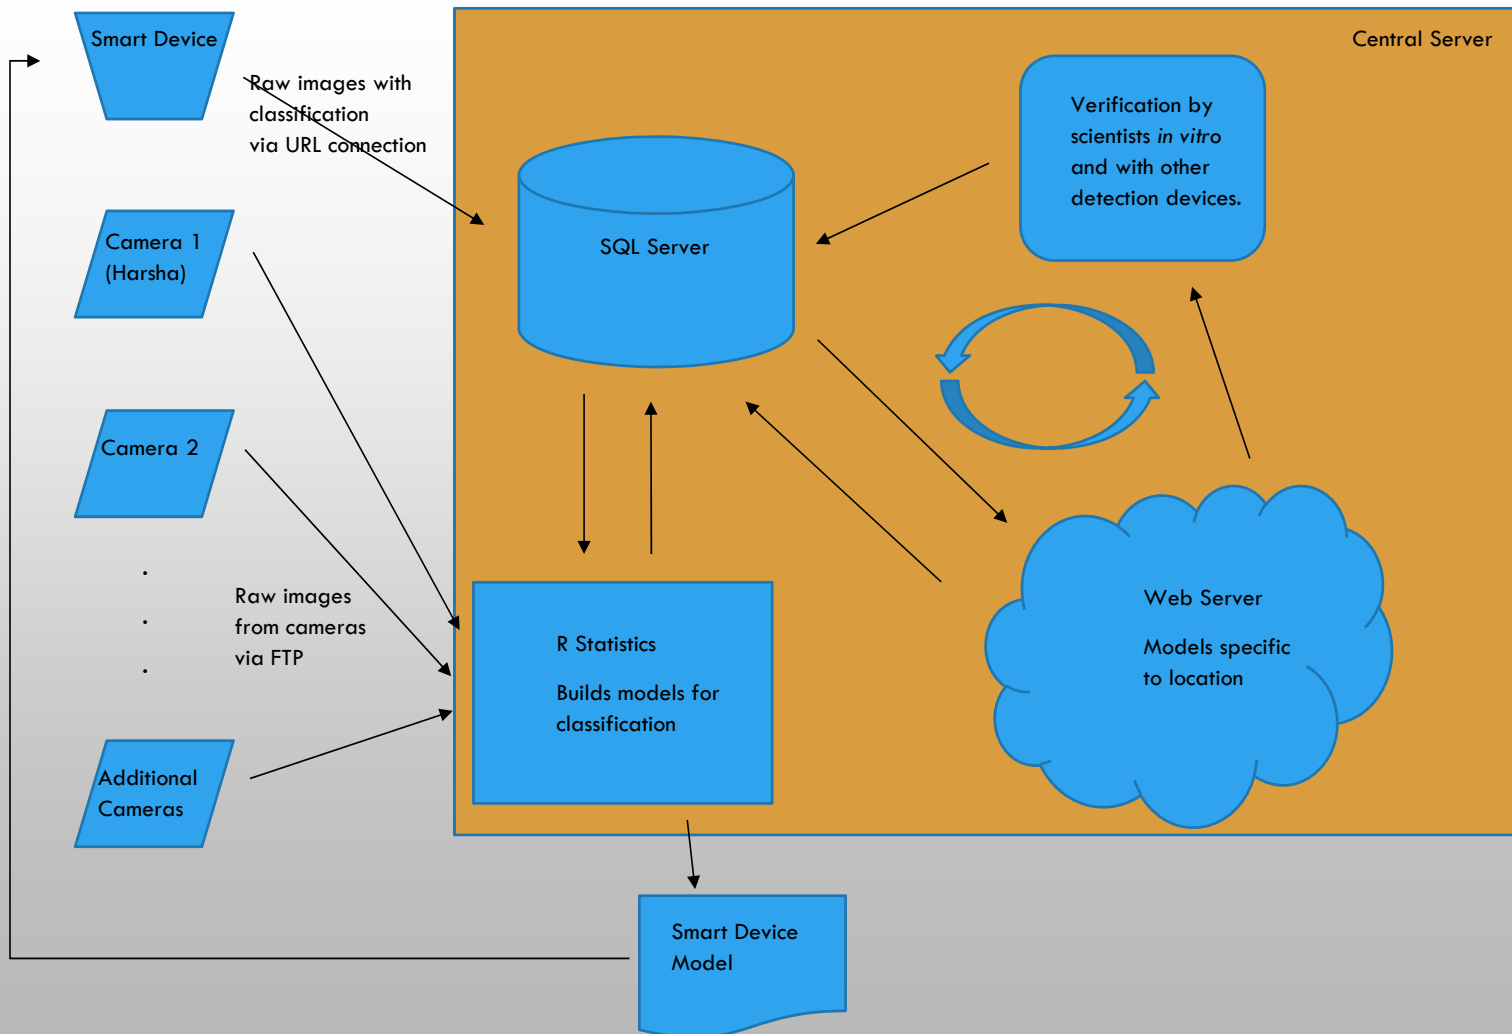 Smart Device
Raw images with
classification
via URL connection
Camera 1
(Harsha)
Camera 2
.
.
.
Raw images
from cameras
via FTP
Additional
Cameras
Central Server
SQL Server
Verification by
scientists in vitro
and with other
detection devices.
R Statistics
Builds models for
classification
Web Server
Models specific
to location
Smart Device
Model